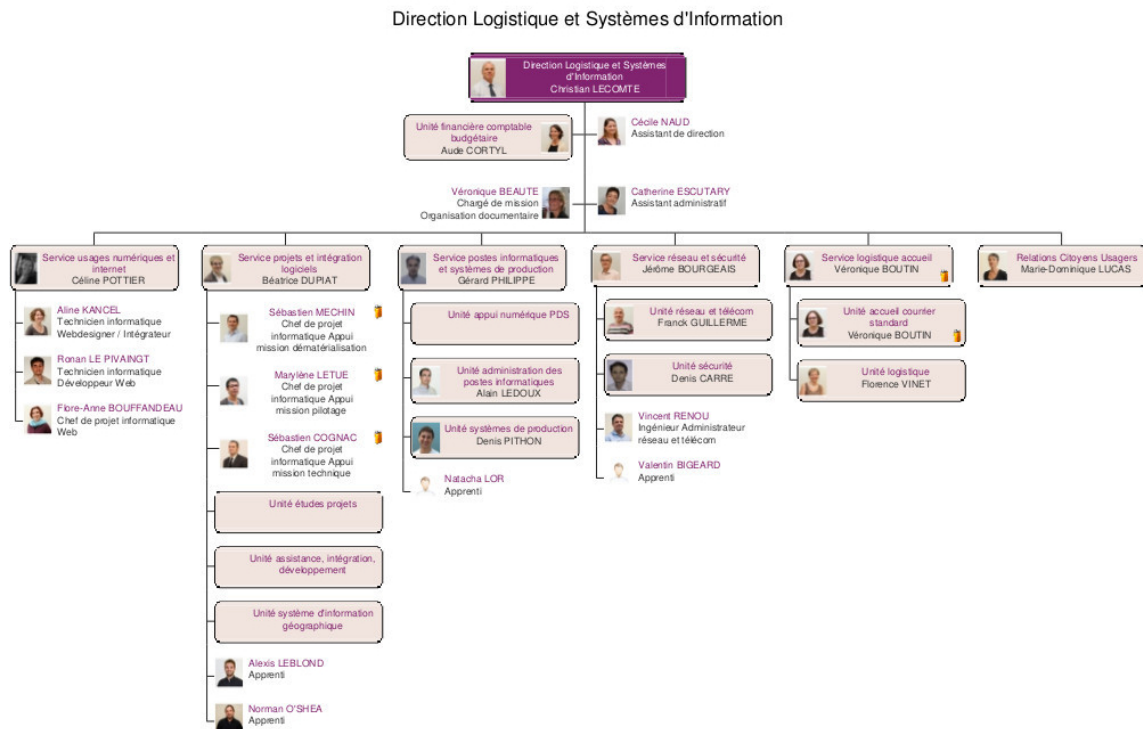 Direction Logistique et Systèmes d'Information
Direction Logistique et Systèmes
d'Information
Christian LECOMTE
Unité financière comptable
budgétaire
Aude CORTYL
Cécile NAUD
Assistant de direction
Véronique BEAUTE
Chargé de mission
Organisation documentaire
Catherine ESCUTARY
Assistant administratif
Service usages numériques et
internet
Céline POTTIER
Aline KANCEL
Technicien informatique
Webdesigner / Intégrateur
Ronan LE PIVAINGT
Technicien informatique
Développeur Web
Flore-Anne BOUFFANDEAU
Chef de projet informatique
Web
Service projets et intégration
logiciels
Béatrice DUPIAT
Sébastien MECHIN
Chef de projet
informatique Appui
mission dématérialisation
Marylène LETUE
Chef de projet
informatique Appui
mission pilotage
Sébastien COGNAC
Chef de projet
informatique Appui
mission technique
Unité études projets
Unité assistance, intégration,
développement
Unité système d'information
géographique
Alexis LEBLOND
Apprenti
Norman O'SHEA
Apprenti
Service postes informatiques
et systèmes de production
Gérard PHILIPPE
Unité appui numérique PDS
Unité administration des
postes informatiques
Alain LEDOUX
Unité systèmes de production
Denis PITHON
Natacha LOR
Apprenti
Service réseau et sécurité
Jérôme BOURGEAIS
Unité réseau et télécom
Franck GUILLERME
Unité sécurité
Denis CARRE
Vincent RENOU
Ingénieur Administrateur
réseau et télécom
Valentin BIGEARD
Apprenti
Service logistique accueil
Véronique BOUTIN
Unité accueil courrier
standard
Véronique BOUTIN
Unité logistique
Florence VINET
Relations Citoyens Usagers
Marie-Dominique LUCAS